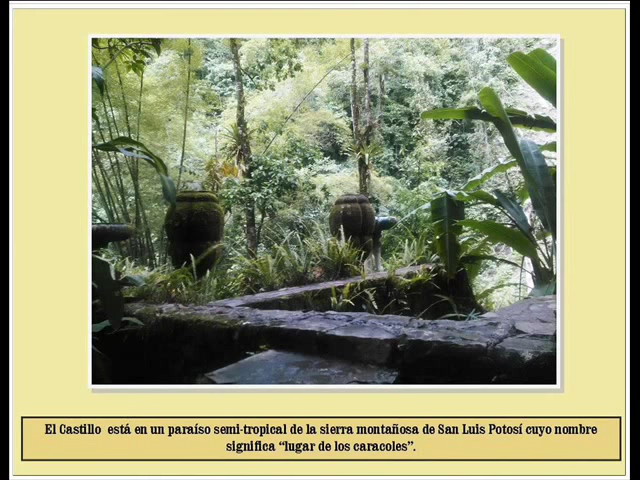 El Castillo está en un paraíso semi-tropical de la sierra montañosa de San Luis Potosí cuyo nombre
significa “lugar de los caracoles”.